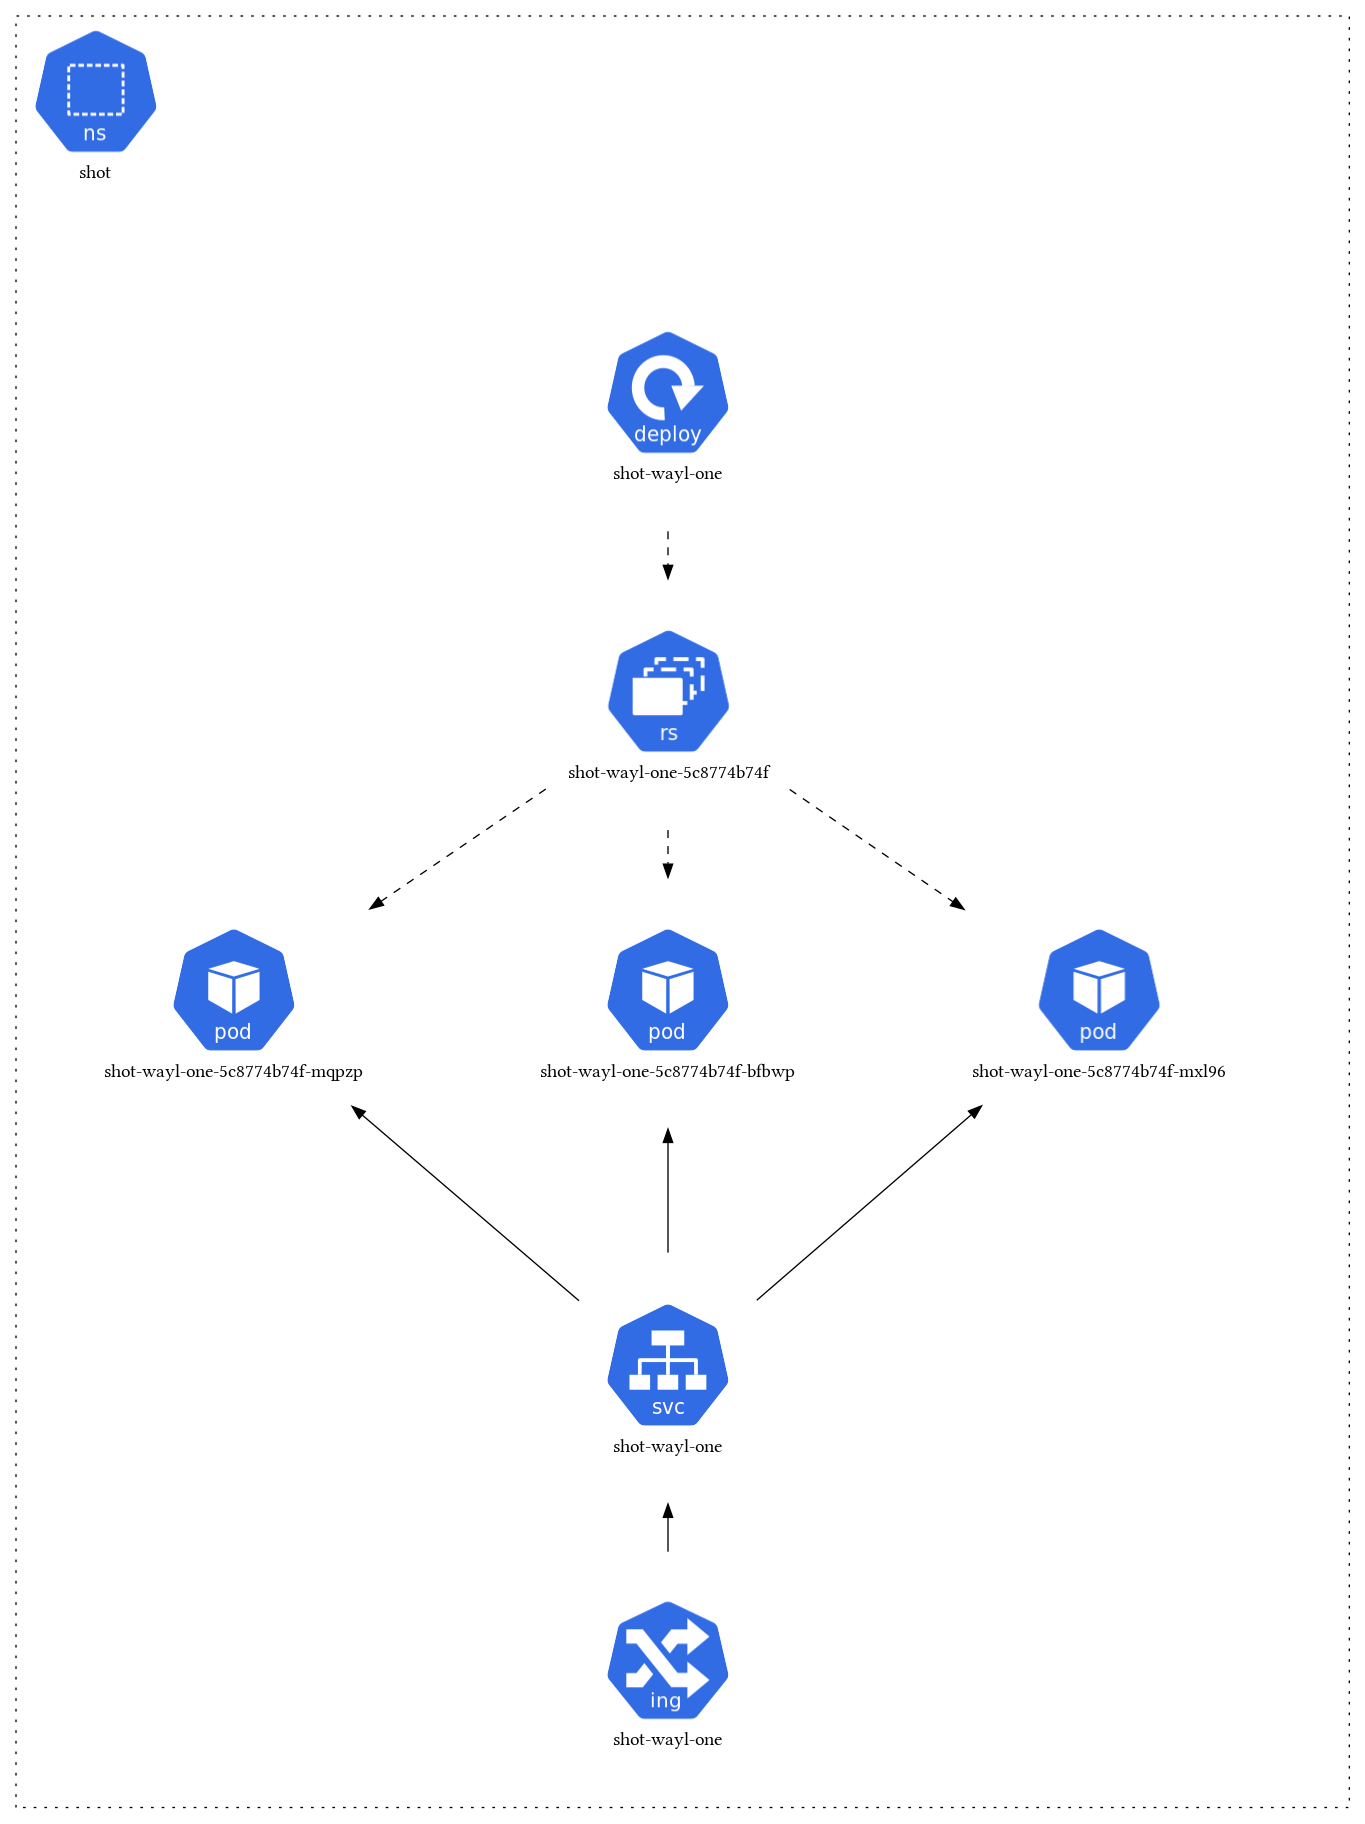 ns
shot
deploy
shot-wayl-one
rs
shot-wayl-one-5c8774b74f
pod
pod
pod
shot-wayl-one-5c8774b74f-mqpzp
shot-wayl-one-5c8774b74f-bfbwp
shot-wayl-one-5c8774b74f-mxl96
svc
shot-wayl-one
ing
shot-wayl-one